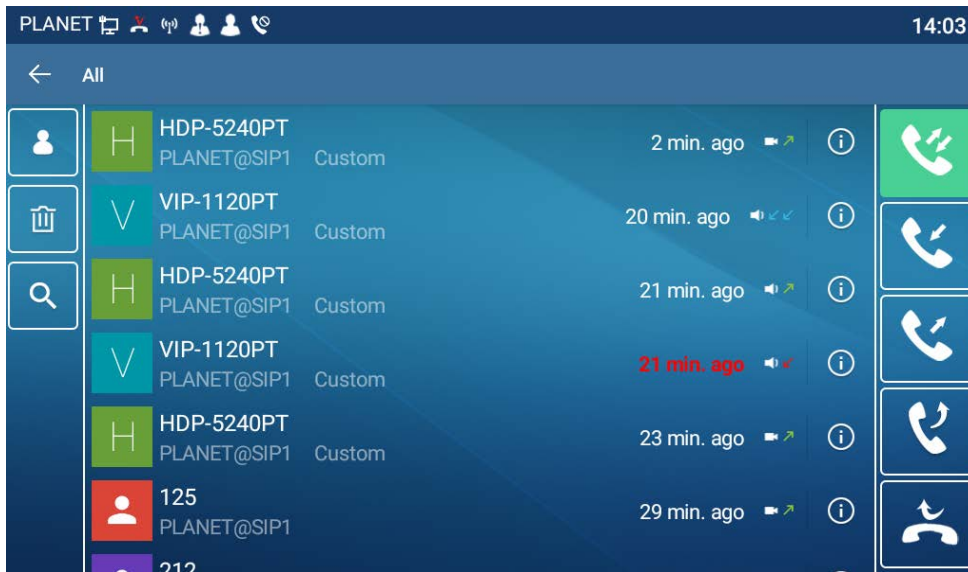 PLANET 14:03
All
H HDP-5240PT 2 min. ago
PLANET@SIP1 Custom
V VIP-1120PT 20 min. ago
PLANET@SIP1 Custom
H HDP-5240PT 21 min. ago
PLANET@SIP1 Custom
V VIP-1120PT 21 min. ago
PLANET@SIP1 Custom
H HDP-5240PT 23 min. ago
PLANET@SIP1 Custom
125 29 min. ago
PLANET@SIP1
212